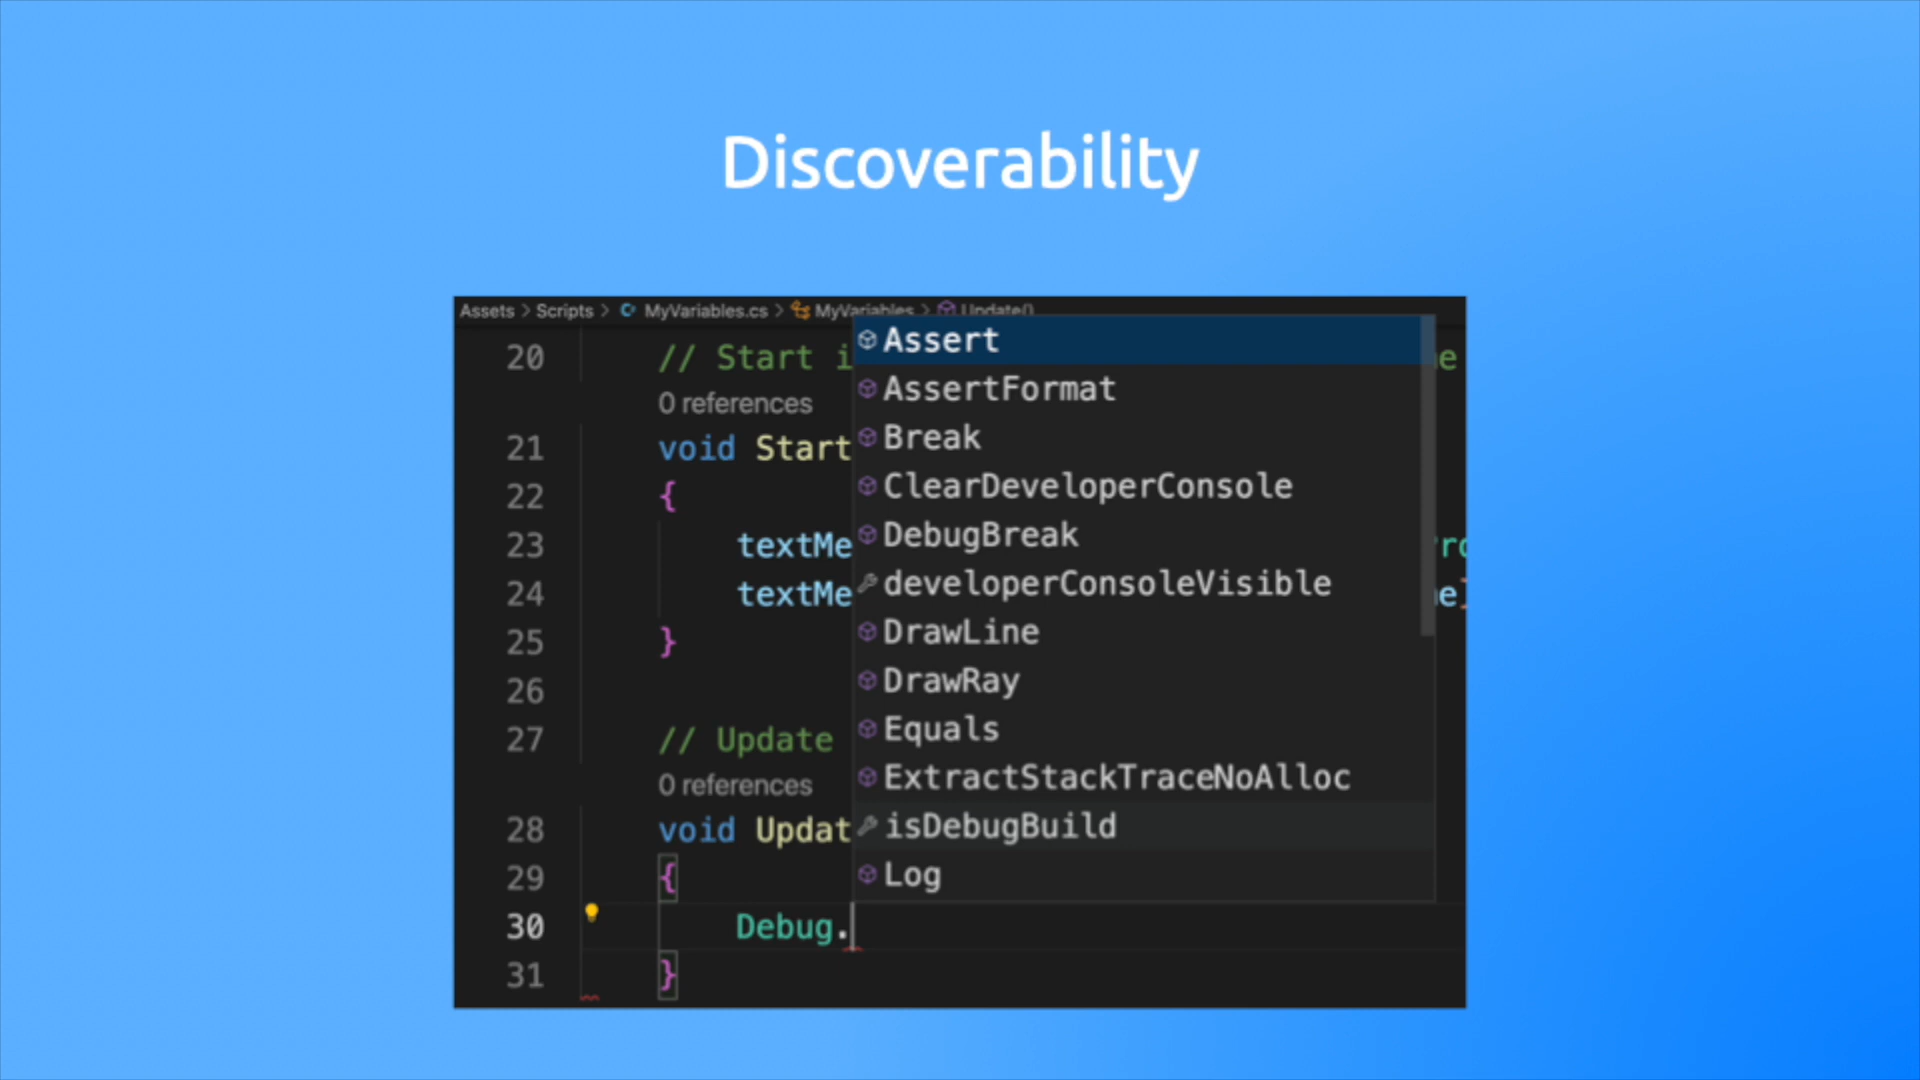 Discoverability
Assets > Scripts > MyVariables.cs > MyVariables > Update()
Assert
20 // Start
AssertFormat
0 references
Break
21 void Start
ClearDeveloperConsole
22 {
DebugBreak
23 textMe
developerConsoleVisible
24 textMe
DrawLine
25 }
DrawRay
26
Equals
27 // Update
ExtractStackTraceNoAlloc
0 references
isDebugBuild
28 void Updat
Log
29 {
30 Debug.
31 }